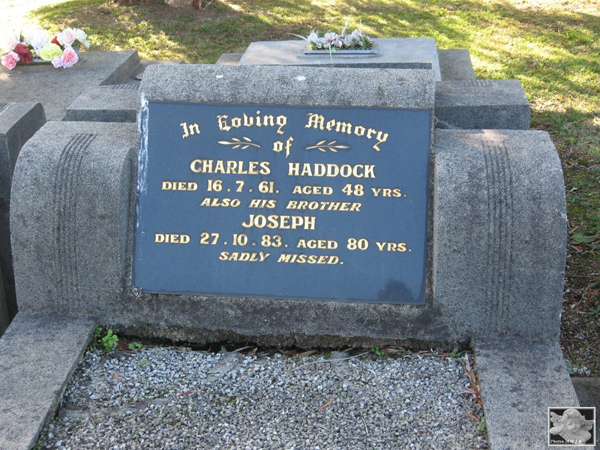 In Loving Memory
of
CHARLES HADDOCK
DIED 16.7.61. AGED 48 YRS.
ALSO HIS BROTHER
JOSEPH
DIED 27.10.83. AGED 80 YRS.
SADLY MISSED.